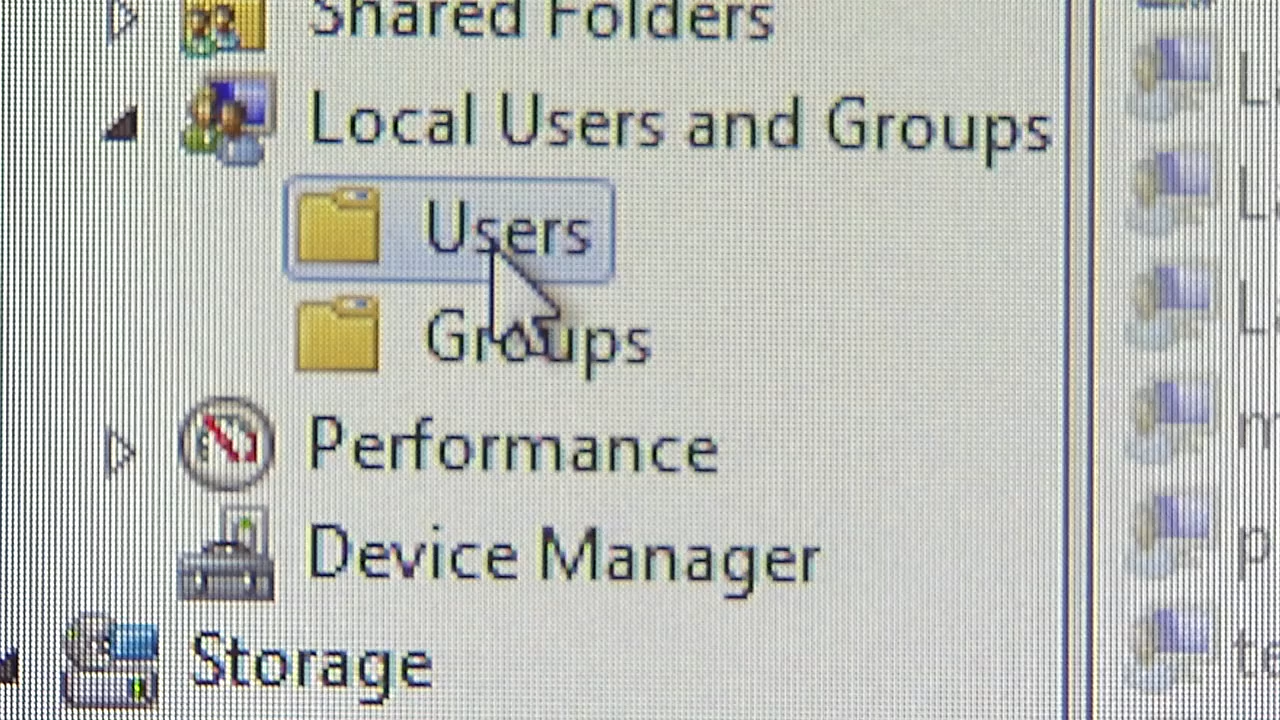 Shared Folders
Local Users and Groups
Users
Groups
Performance
Device Manager
Storage